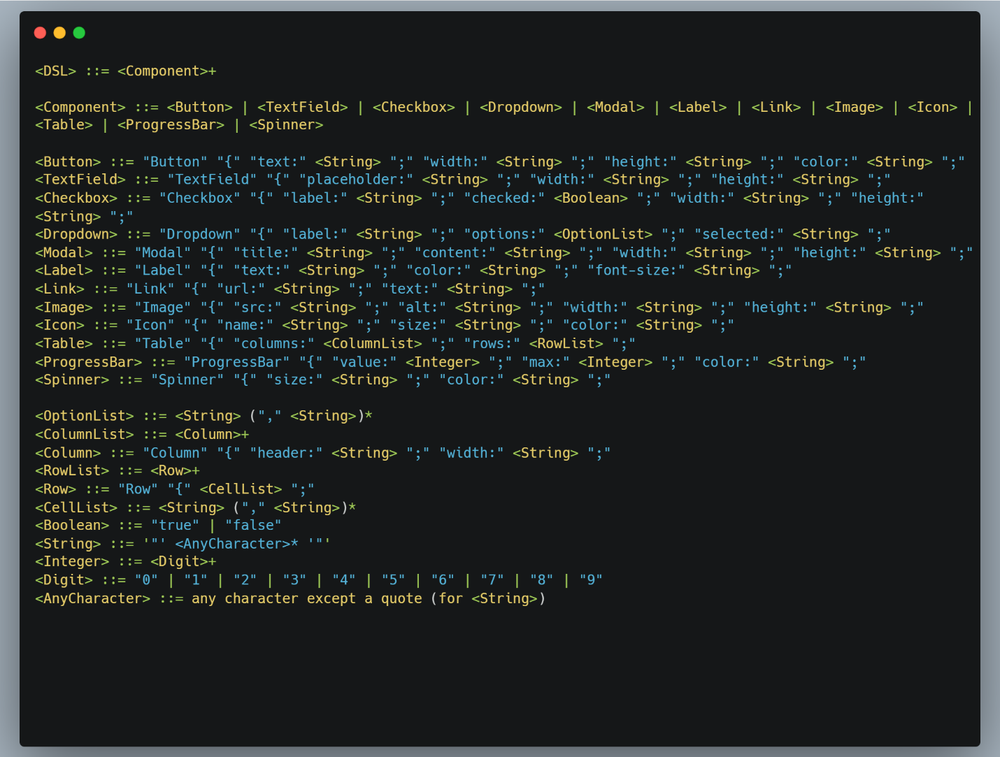 <DSL> ::= <Component>+
<Component> ::= <Button> | <TextField> | <Checkbox> | <Dropdown> | <Modal> | <Label> | <Link> | <Image> | <Icon> |
<Table> | <ProgressBar> | <Spinner>
<Button> ::= "Button" "{" "text:" <String> ";" "width:" <String> ";" "height:" <String> ";" "color:" <String> ";"
<TextField> ::= "TextField" "{" "placeholder:" <String> ";" "width:" <String> ";" "height:" <String> ";"
<Checkbox> ::= "Checkbox" "{" "label:" <String> ";" "checked:" <Boolean> ";" "width:" <String> ";" "height:"
<String> ";"
<Dropdown> ::= "Dropdown" "{" "label:" <String> ";" "options:" <OptionList> ";" "selected:" <String> ";"
<Modal> ::= "Modal" "{" "title:" <String> ";" "content:" <String> ";" "width:" <String> ";" "height:" <String> ";"
<Label> ::= "Label" "{" "text:" <String> ";" "color:" <String> ";" "font-size:" <String> ";"
<Link> ::= "Link" "{" "url:" <String> ";" "text:" <String> ";"
<Image> ::= "Image" "{" "src:" <String> ";" "alt:" <String> ";" "width:" <String> ";" "height:" <String> ";"
<Icon> ::= "Icon" "{" "name:" <String> ";" "size:" <String> ";" "color:" <String> ";"
<Table> ::= "Table" "{" "columns:" <ColumnList> ";" "rows:" <RowList> ";"
<ProgressBar> ::= "ProgressBar" "{" "value:" <Integer> ";" "max:" <Integer> ";" "color:" <String> ";"
<Spinner> ::= "Spinner" "{" "size:" <String> ";" "color:" <String> ";"
<OptionList> ::= <String> ("," <String>)*
<ColumnList> ::= <Column>+
<Column> ::= "Column" "{" "header:" <String> ";" "width:" <String> ";"
<RowList> ::= <Row>+
<Row> ::= "Row" "{" <CellList> ";"
<CellList> ::= <String> ("," <String>)*
<Boolean> ::= "true" | "false"
<String> ::= '"' <AnyCharacter>* '"'
<Integer> ::= <Digit>+
<Digit> ::= "0" | "1" | "2" | "3" | "4" | "5" | "6" | "7" | "8" | "9"
<AnyCharacter> ::= any character except a quote (for <String>)